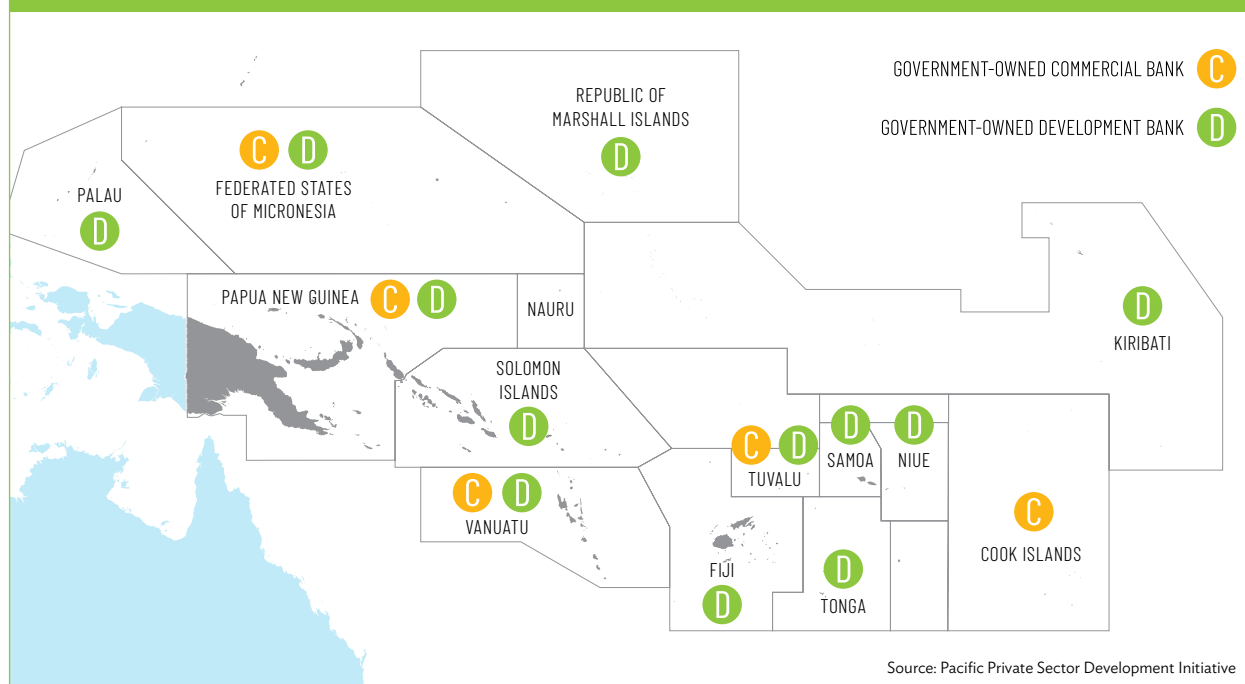 GOVERNMENT-OWNED COMMERCIAL BANK C
GOVERNMENT-OWNED DEVELOPMENT BANK D
REPUBLIC OF
MARSHALL ISLANDS
D
C D
FEDERATED STATES
OF MICRONESIA
PALAU
D
PAPUA NEW GUINEA C D
NAURU
D
KIRIBATI
SOLOMON
ISLANDS
D
C D
TUVALU
D
SAMOA
D
NIUE
C D
VANUATU
C
COOK ISLANDS
FIJI
D
D
TONGA
Source: Pacific Private Sector Development Initiative